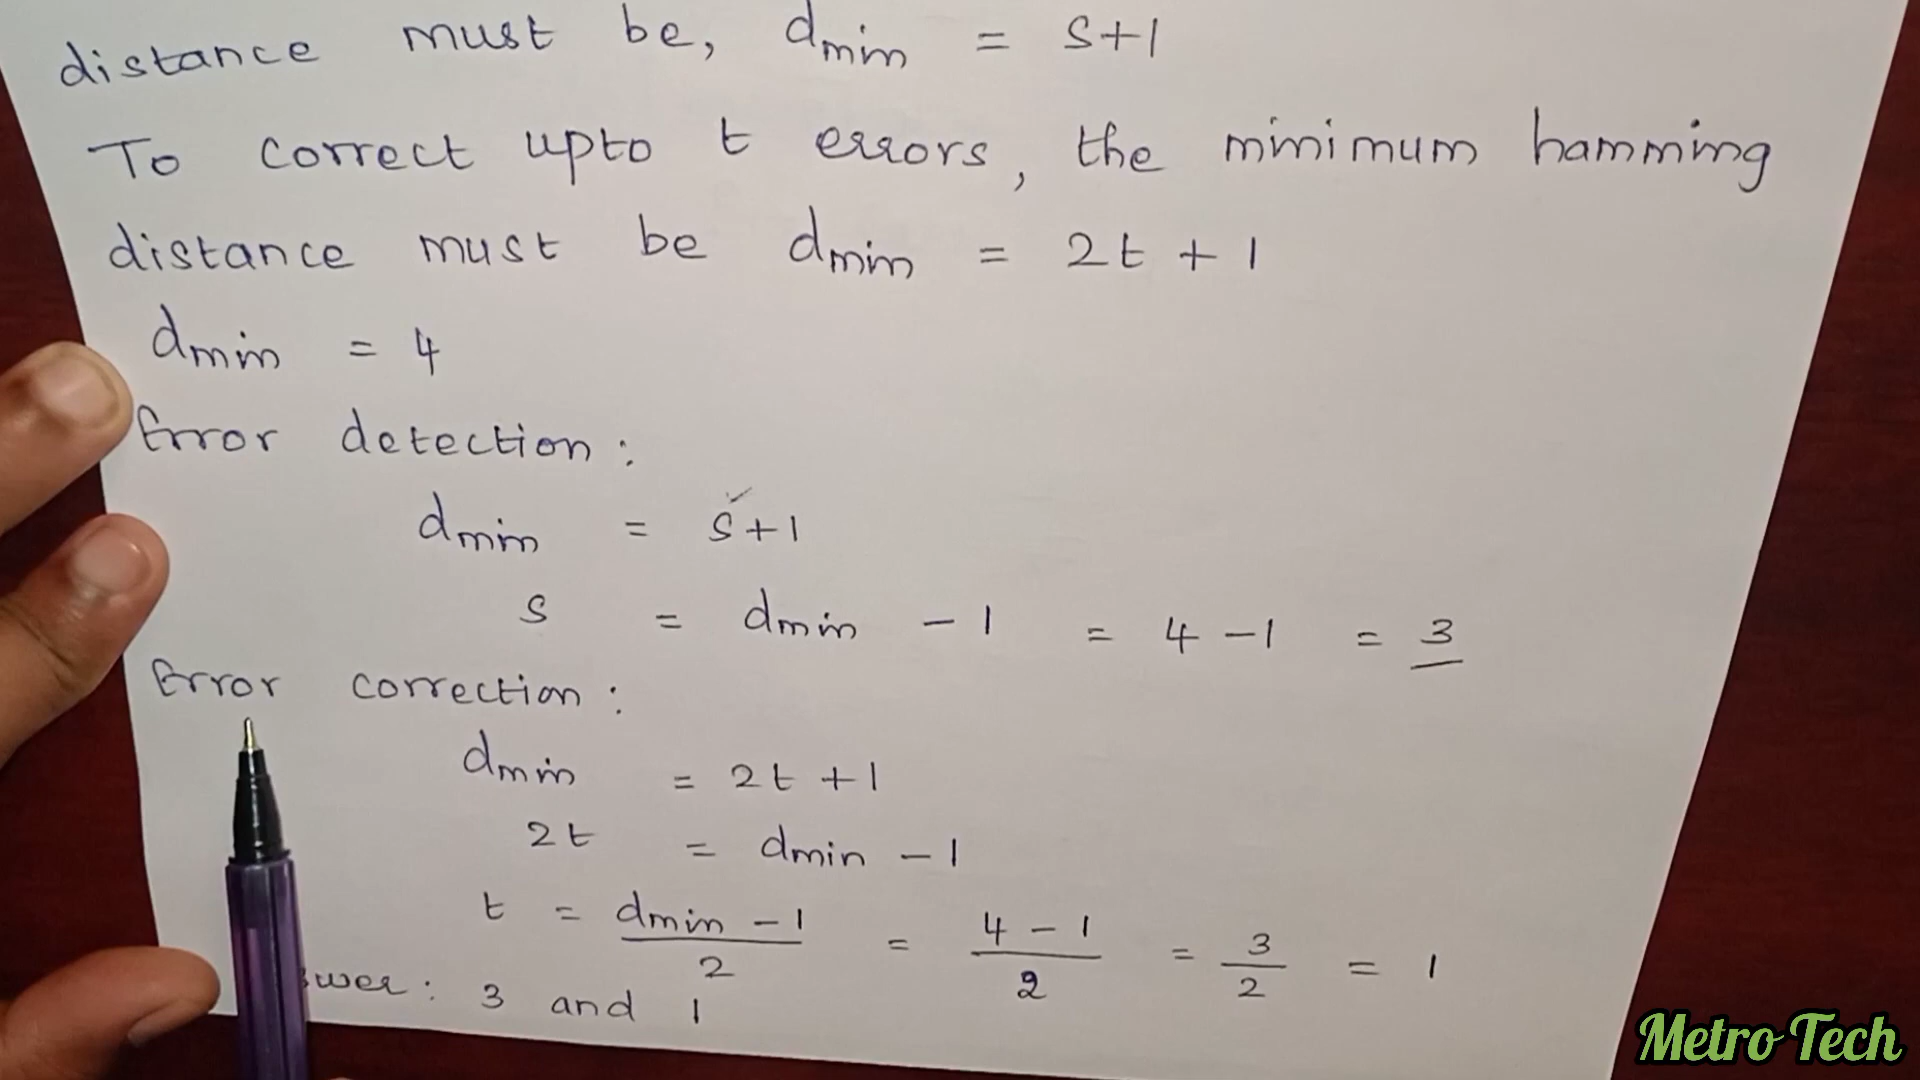 distance must be, dmin = s+1
To correct upto t errors, the minimum hamming
distance must be dmin = 2t + 1
dmin = 4
Error detection:
dmin = s+1
s = dmin - 1 = 4 - 1 = 3
Error correction:
dmin = 2t + 1
2t = dmin - 1
t = dmin - 1 / 2 = 4 - 1 / 2 = 3 / 2 = 1
swer: 3 and 1
Metro Tech